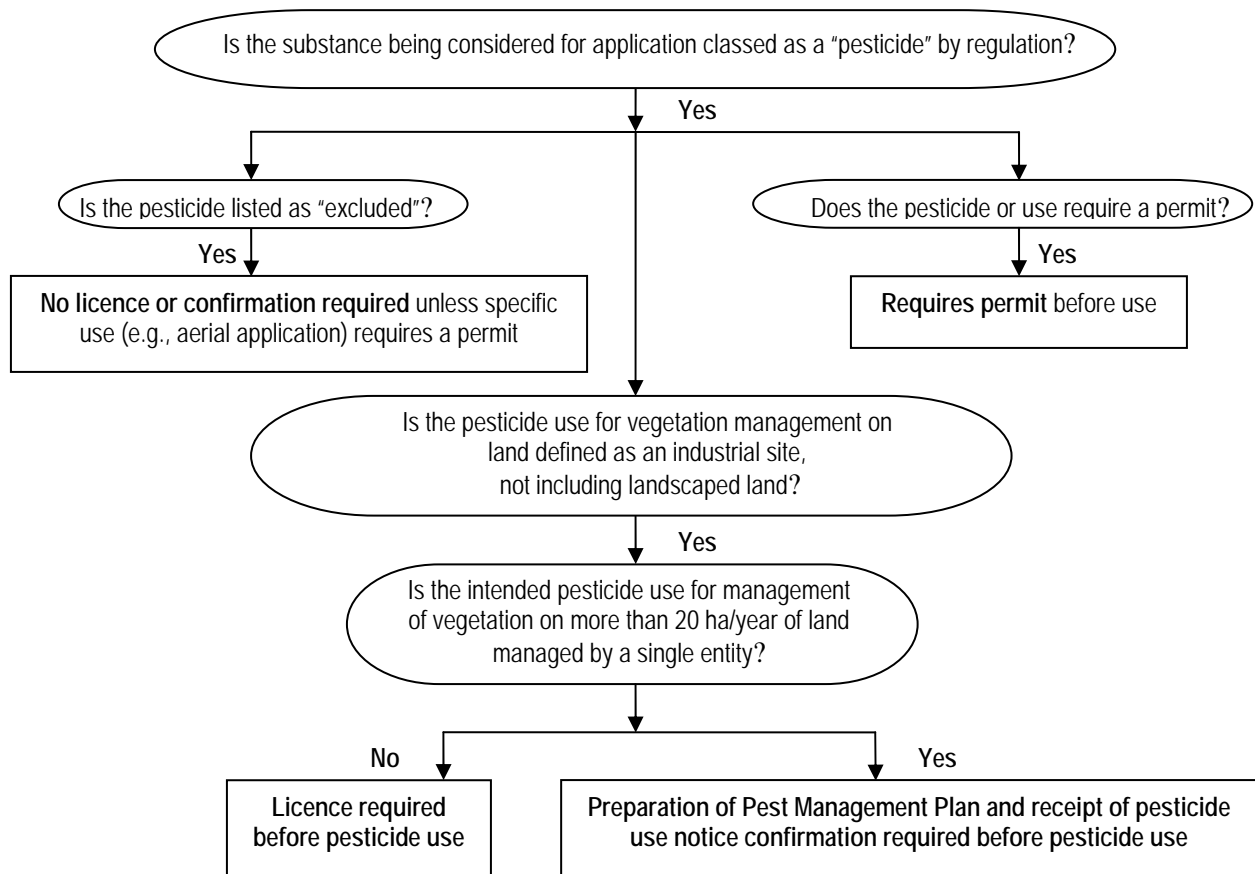 Is the substance being considered for application classed as a “pesticide” by regulation?
Yes
Is the pesticide listed as “excluded”?
Does the pesticide or use require a permit?
Yes
Yes
No licence or confirmation required unless specific
use (e.g., aerial application) requires a permit
Requires permit before use
Is the pesticide use for vegetation management on
land defined as an industrial site,
not including landscaped land?
Yes
Is the intended pesticide use for management
of vegetation on more than 20 ha/year of land
managed by a single entity?
No
Yes
Licence required
before pesticide use
Preparation of Pest Management Plan and receipt of pesticide
use notice confirmation required before pesticide use